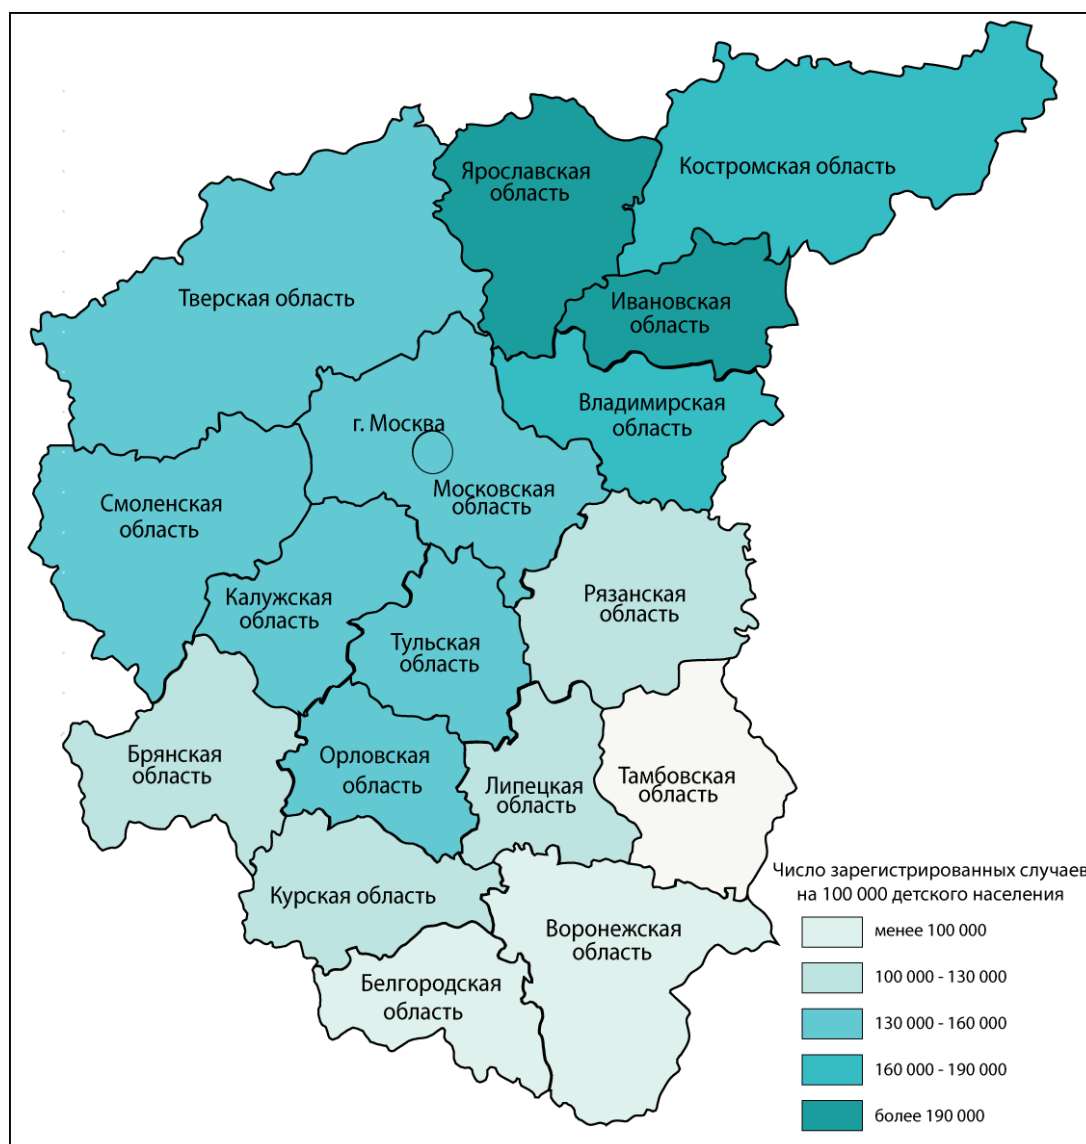 Ярославская
область
Костромская область
Тверская область
Ивановская
область
Владимирская
область
г. Москва
Московская
область
Смоленская
область
Калужская
область
Рязанская
область
Тульская
область
Брянская
область
Орловская
область
Липецкая
область
Тамбовская
область
Курская область
Воронежская
область
Белгородская
область
Число зарегистрированных случаев
на 100 000 детского населения
менее 100 000
100 000 - 130 000
130 000 - 160 000
160 000 - 190 000
более 190 000